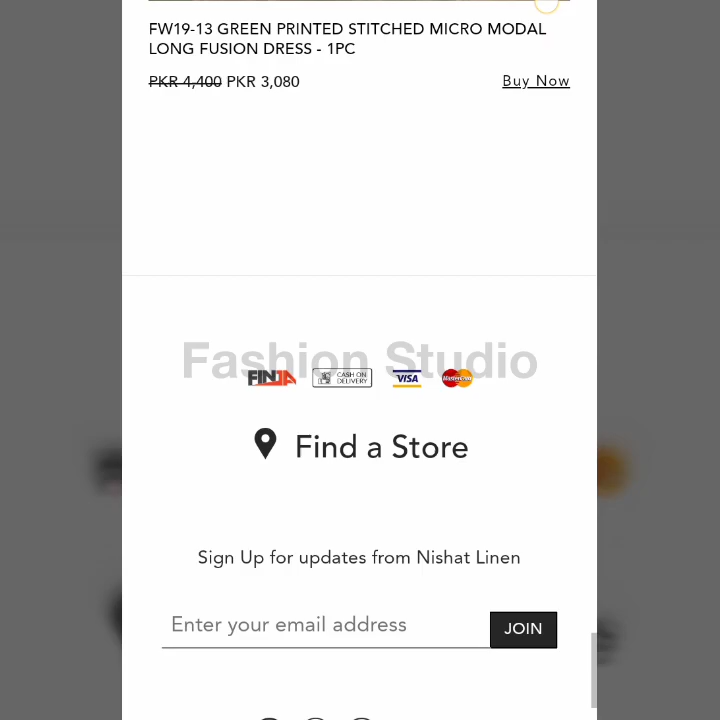 FW19-13 GREEN PRINTED STITCHED MICRO MODAL
LONG FUSION DRESS - 1PC
PKR 4,400 PKR 3,080
Buy Now
Fashion Studio
FINJA
CASH ON
DELIVERY
VISA
MasterCard
Find a Store
Sign Up for updates from Nishat Linen
Enter your email address
JOIN